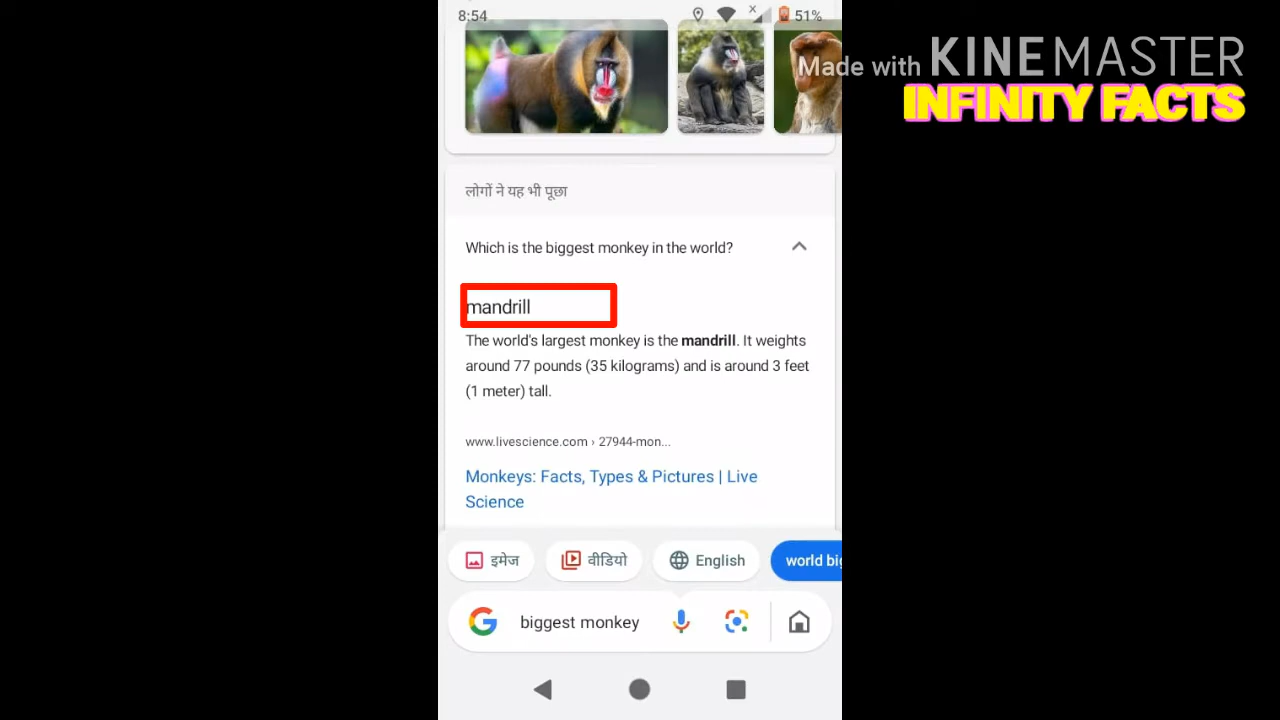 8:54
51%
Made with KINEMASTER
INFINITY FACTS
लोगों ने यह भी पूछा
Which is the biggest monkey in the world?
mandrill
The world's largest monkey is the mandrill. It weights
around 77 pounds (35 kilograms) and is around 3 feet
(1 meter) tall.
www.livescience.com › 27944-mon...
Monkeys: Facts, Types & Pictures | Live
Science
इमेज
वीडियो
English
world big
biggest monkey